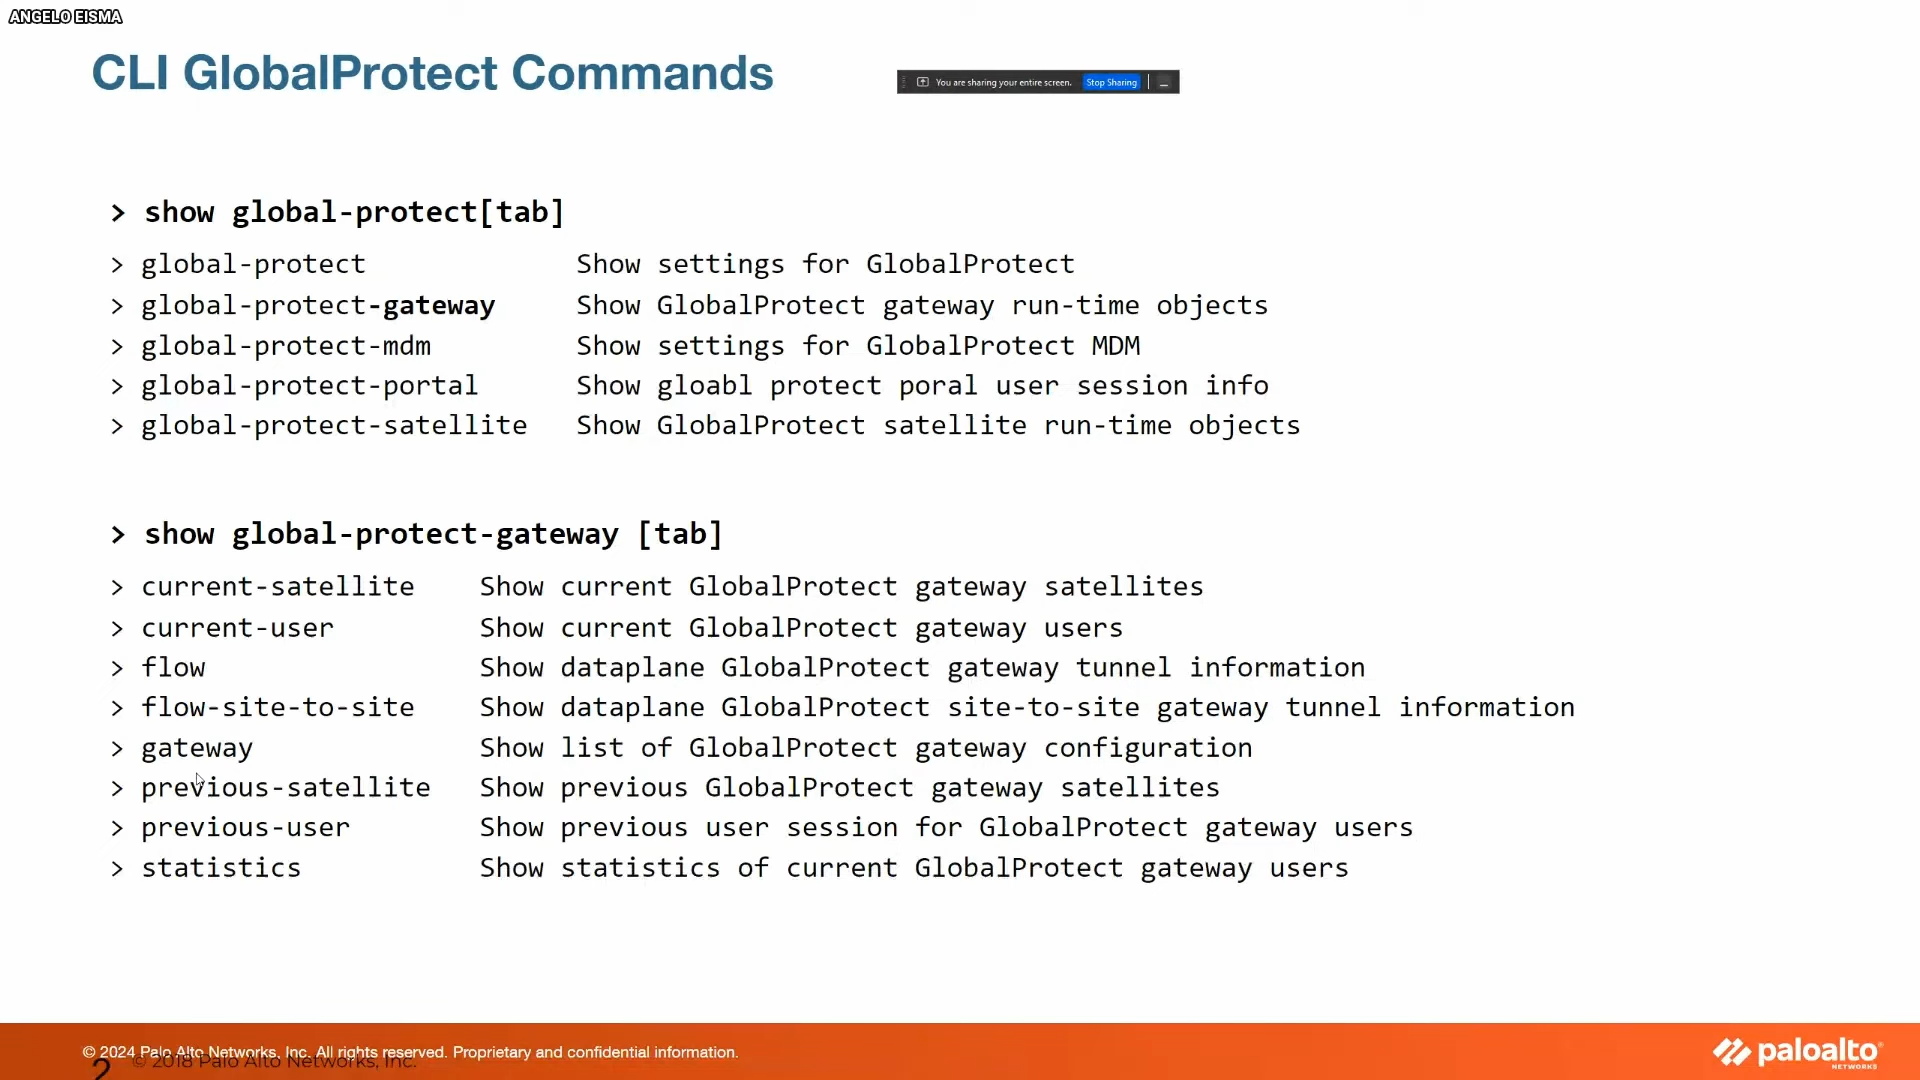 ANGELO EISMA
CLI GlobalProtect Commands
You are sharing your entire screen. Stop Sharing
> show global-protect[tab]
> global-protect Show settings for GlobalProtect
> global-protect-gateway Show GlobalProtect gateway run-time objects
> global-protect-mdm Show settings for GlobalProtect MDM
> global-protect-portal Show gloabl protect poral user session info
> global-protect-satellite Show GlobalProtect satellite run-time objects
> show global-protect-gateway [tab]
> current-satellite Show current GlobalProtect gateway satellites
> current-user Show current GlobalProtect gateway users
> flow Show dataplane GlobalProtect gateway tunnel information
> flow-site-to-site Show dataplane GlobalProtect site-to-site gateway tunnel information
> gateway Show list of GlobalProtect gateway configuration
> previous-satellite Show previous GlobalProtect gateway satellites
> previous-user Show previous user session for GlobalProtect gateway users
> statistics Show statistics of current GlobalProtect gateway users
© 2024 Palo Alto Networks, Inc. All rights reserved. Proprietary and confidential information.
2 © 2018 Palo Alto Networks, Inc.
paloalto
NETWORKS